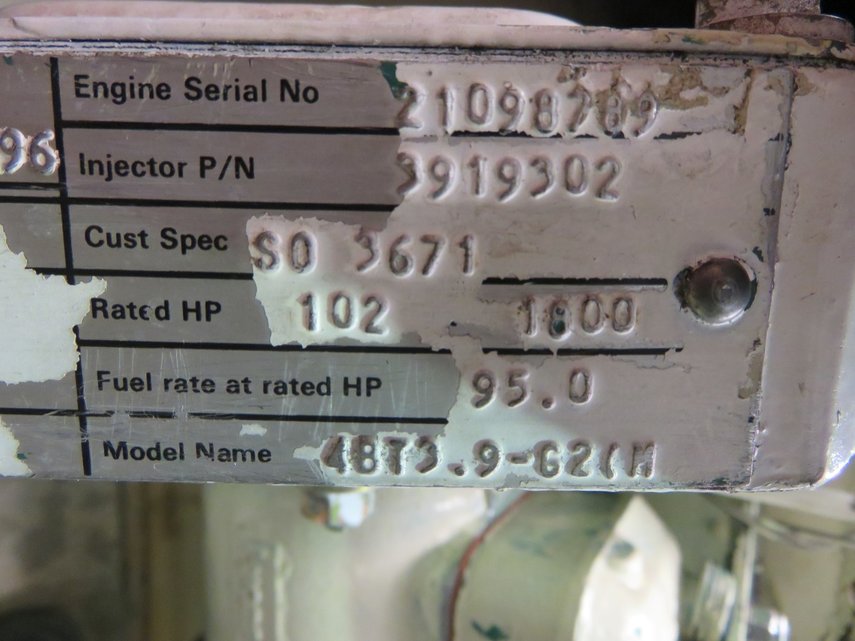 Engine Serial No 21098789
96
Injector P/N 3919302
Cust Spec SO 3671
Rated HP 102 1800
Fuel rate at rated HP 95.0
Model Name 4BT3.9-G2(M